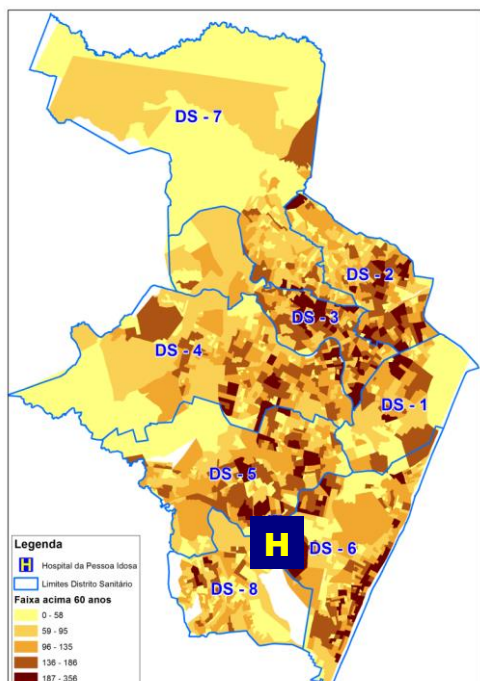 DS - 7
DS - 2
DS - 3
DS - 4
DS - 1
DS - 5
H
DS - 6
DS - 8
Legenda
H Hospital da Pessoa Idosa
Limites Distrito Sanitário
Faixa acima 60 anos
0 - 58
59 - 95
96 - 135
136 - 186
187 - 356